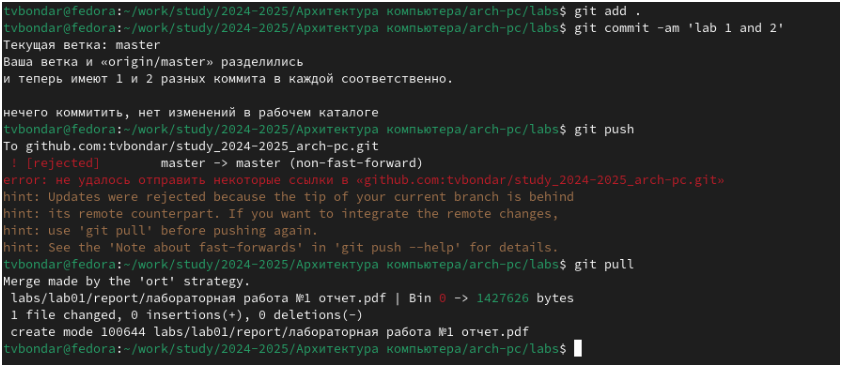 tvbondar@fedora:~/work/study/2024-2025/Архитектура компьютера/arch-pc/labs$ git add .
tvbondar@fedora:~/work/study/2024-2025/Архитектура компьютера/arch-pc/labs$ git commit -am 'lab 1 and 2'
Текущая ветка: master
Ваша ветка и «origin/master» разделились
и теперь имеют 1 и 2 разных коммита в каждой соответственно.

нечего коммитить, нет изменений в рабочем каталоге
tvbondar@fedora:~/work/study/2024-2025/Архитектура компьютера/arch-pc/labs$ git push
To github.com:tvbondar/study_2024-2025_arch-pc.git
 ! [rejected]        master -> master (non-fast-forward)
error: не удалось отправить некоторые ссылки в «github.com:tvbondar/study_2024-2025_arch-pc.git»
hint: Updates were rejected because the tip of your current branch is behind
hint: its remote counterpart. If you want to integrate the remote changes,
hint: use 'git pull' before pushing again.
hint: See the 'Note about fast-forwards' in 'git push --help' for details.
tvbondar@fedora:~/work/study/2024-2025/Архитектура компьютера/arch-pc/labs$ git pull
Merge made by the 'ort' strategy.
 labs/lab01/report/лабораторная работа №1 отчет.pdf | Bin 0 -> 1427626 bytes
 1 file changed, 0 insertions(+), 0 deletions(-)
 create mode 100644 labs/lab01/report/лабораторная работа №1 отчет.pdf
tvbondar@fedora:~/work/study/2024-2025/Архитектура компьютера/arch-pc/labs$